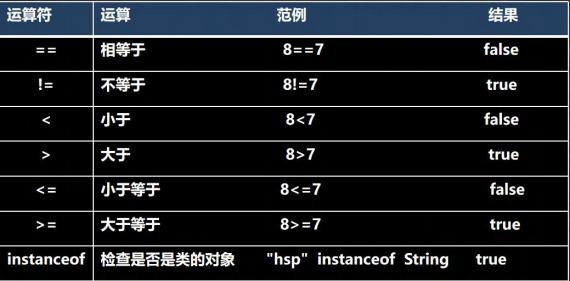 运算符 运算 范例 结果
== 相等于 8==7 false
!= 不等于 8!=7 true
< 小于 8<7 false
> 大于 8>7 true
<= 小于等于 8<=7 false
>= 大于等于 8>=7 true
instanceof 检查是否是类的对象 "hsp" instanceof String true